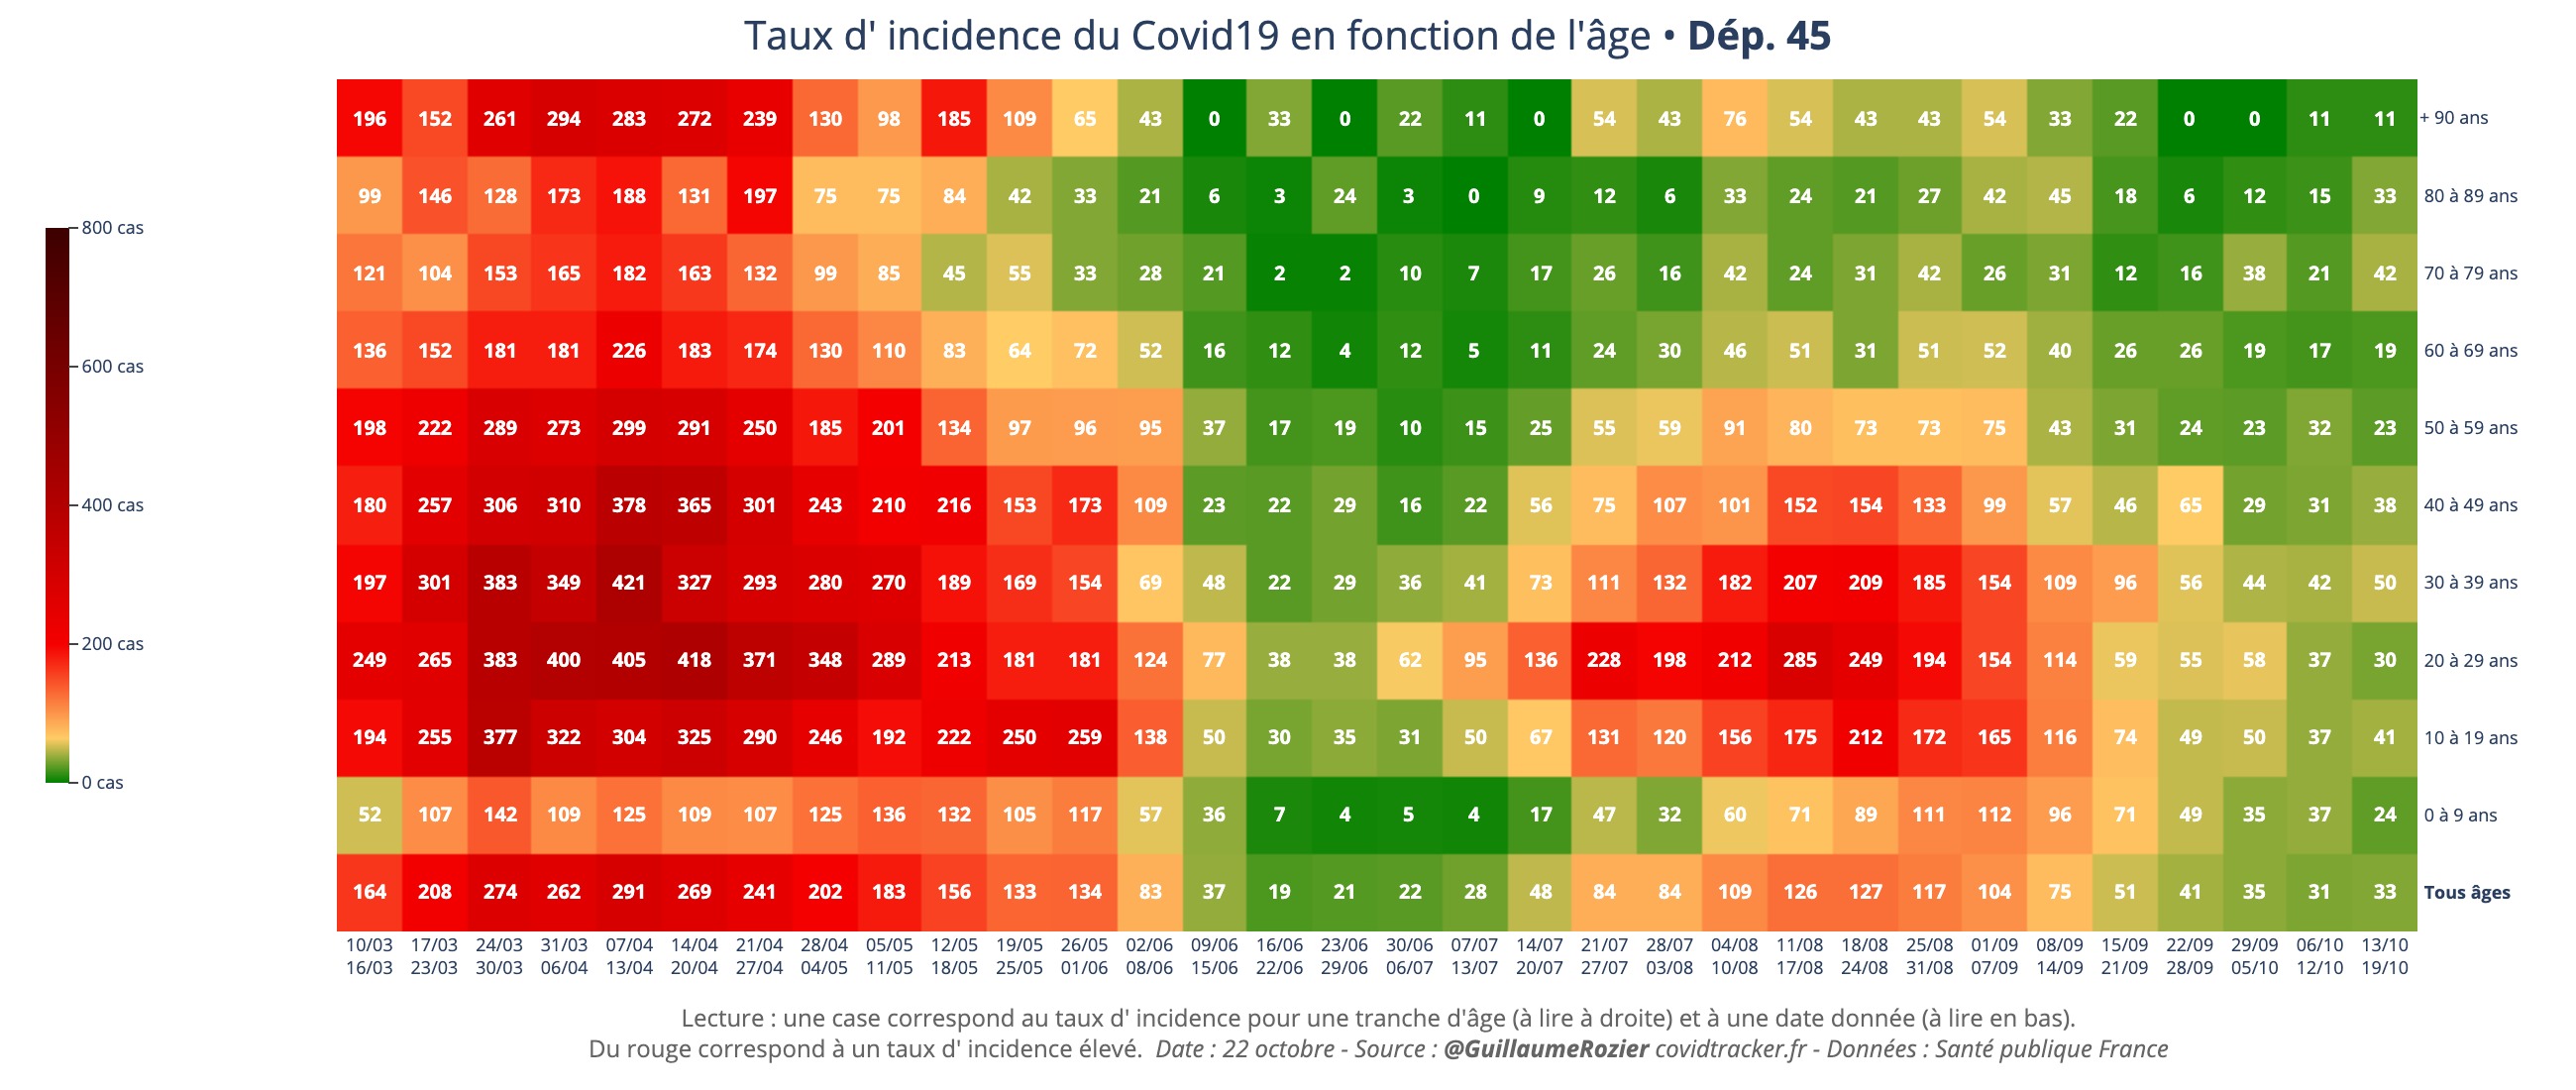 Taux d' incidence du Covid19 en fonction de l'âge • Dép. 45
800 cas
600 cas
400 cas
200 cas
0 cas
196 152 261 294 283 272 239 130 98 185 109 65 43 0 33 0 22 11 0 54 43 76 54 43 43 54 33 22 0 0 11 11 + 90 ans
99 146 128 173 188 131 197 75 75 84 42 33 21 6 3 24 3 0 9 12 6 33 24 21 27 42 45 18 6 12 15 33 80 à 89 ans
121 104 153 165 182 163 132 99 85 45 55 33 28 21 2 2 10 7 17 26 16 42 24 31 42 26 31 12 16 38 21 42 70 à 79 ans
136 152 181 181 226 183 174 130 110 83 64 72 52 16 12 4 12 5 11 24 30 46 51 31 51 52 40 26 26 19 17 19 60 à 69 ans
198 222 289 273 299 291 250 185 201 134 97 96 95 37 17 19 10 15 25 55 59 91 80 73 73 75 43 31 24 23 32 23 50 à 59 ans
180 257 306 310 378 365 301 243 210 216 153 173 109 23 22 29 16 22 56 75 107 101 152 154 133 99 57 46 65 29 31 38 40 à 49 ans
197 301 383 349 421 327 293 280 270 189 169 154 69 48 22 29 36 41 73 111 132 182 207 209 185 154 109 96 56 44 42 50 30 à 39 ans
249 265 383 400 405 418 371 348 289 213 181 181 124 77 38 38 62 95 136 228 198 212 285 249 194 154 114 59 55 58 37 30 20 à 29 ans
194 255 377 322 304 325 290 246 192 222 250 259 138 50 30 35 31 50 67 131 120 156 175 212 172 165 116 74 49 50 37 41 10 à 19 ans
52 107 142 109 125 109 107 125 136 132 105 117 57 36 7 4 5 4 17 47 32 60 71 89 111 112 96 71 49 35 37 24 0 à 9 ans
164 208 274 262 291 269 241 202 183 156 133 134 83 37 19 21 22 28 48 84 84 109 126 127 117 104 75 51 41 35 31 33 Tous âges
10/03 17/03 24/03 31/03 07/04 14/04 21/04 28/04 05/05 12/05 19/05 26/05 02/06 09/06 16/06 23/06 30/06 07/07 14/07 21/07 28/07 04/08 11/08 18/08 25/08 01/09 08/09 15/09 22/09 29/09 06/10 13/10
16/03 23/03 30/03 06/04 13/04 20/04 27/04 04/05 11/05 18/05 25/05 01/06 08/06 15/06 22/06 29/06 06/07 13/07 20/07 27/07 03/08 10/08 17/08 24/08 31/08 07/09 14/09 21/09 28/09 05/10 12/10 19/10
Lecture : une case correspond au taux d' incidence pour une tranche d'âge (à lire à droite) et à une date donnée (à lire en bas).
Du rouge correspond à un taux d' incidence élevé. Date : 22 octobre - Source : @GuillaumeRozier covidtracker.fr - Données : Santé publique France